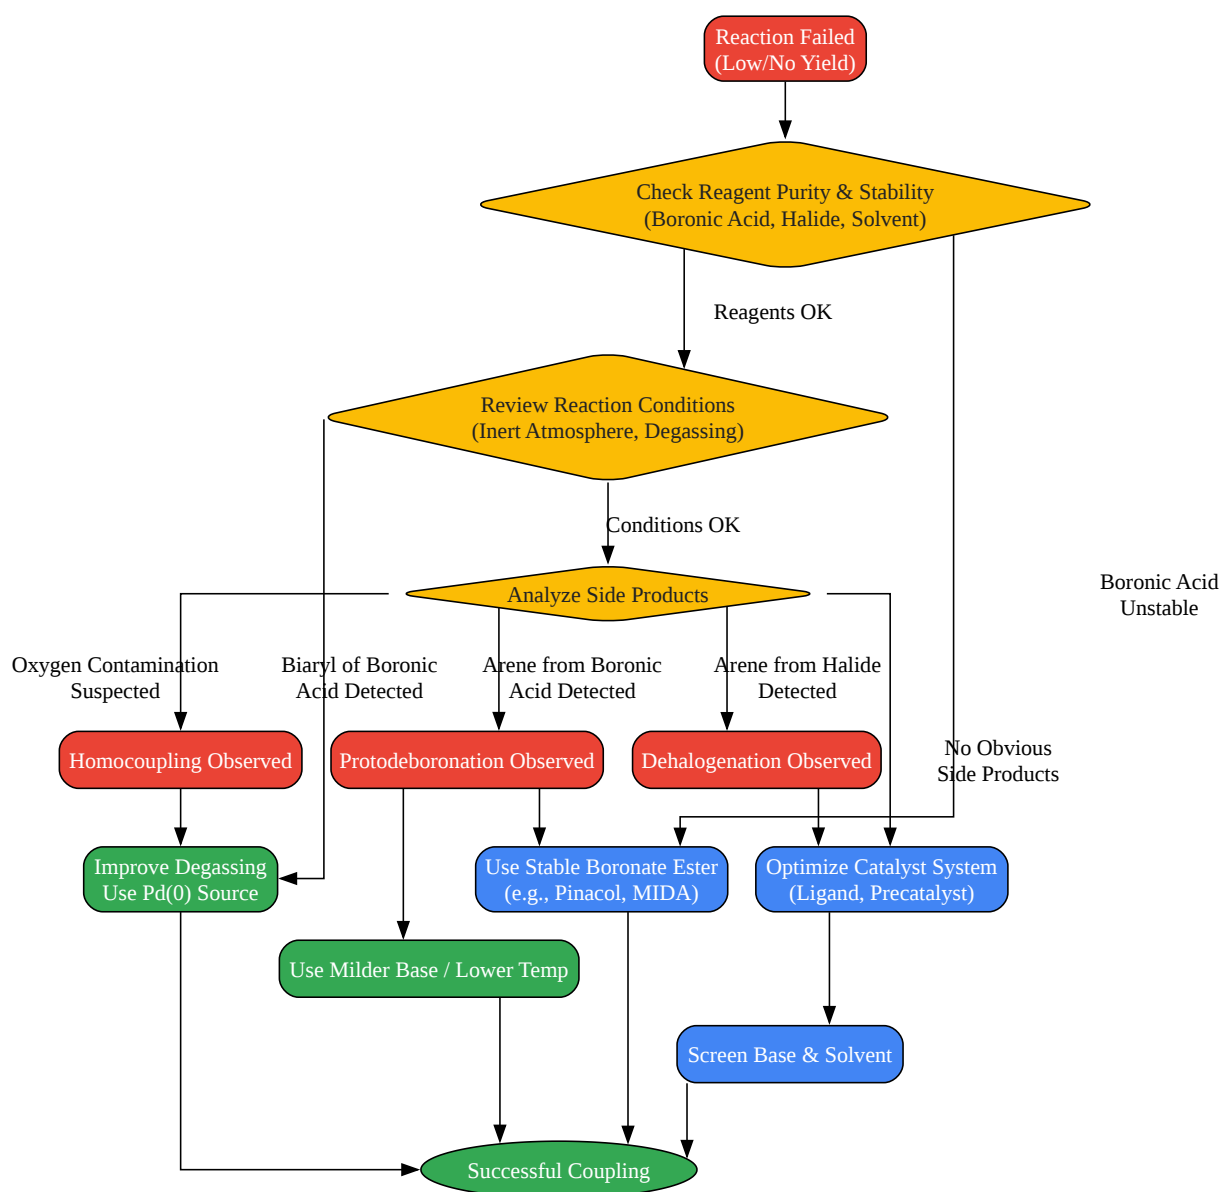 Reaction Failed
(Low/No Yield)
Check Reagent Purity & Stability
(Boronic Acid, Halide, Solvent)
Reagents OK
Review Reaction Conditions
(Inert Atmosphere, Degassing)
Conditions OK
Boronic Acid
Unstable
Analyze Side Products
Oxygen Contamination
Suspected
Biaryl of Boronic
Acid Detected
Arene from Boronic
Acid Detected
Arene from Halide
Detected
No Obvious
Side Products
Homocoupling Observed
Protodeboronation Observed
Dehalogenation Observed
Improve Degassing
Use Pd(0) Source
Use Stable Boronate Ester
(e.g., Pinacol, MIDA)
Optimize Catalyst System
(Ligand, Precatalyst)
Use Milder Base / Lower Temp
Screen Base & Solvent
Successful Coupling